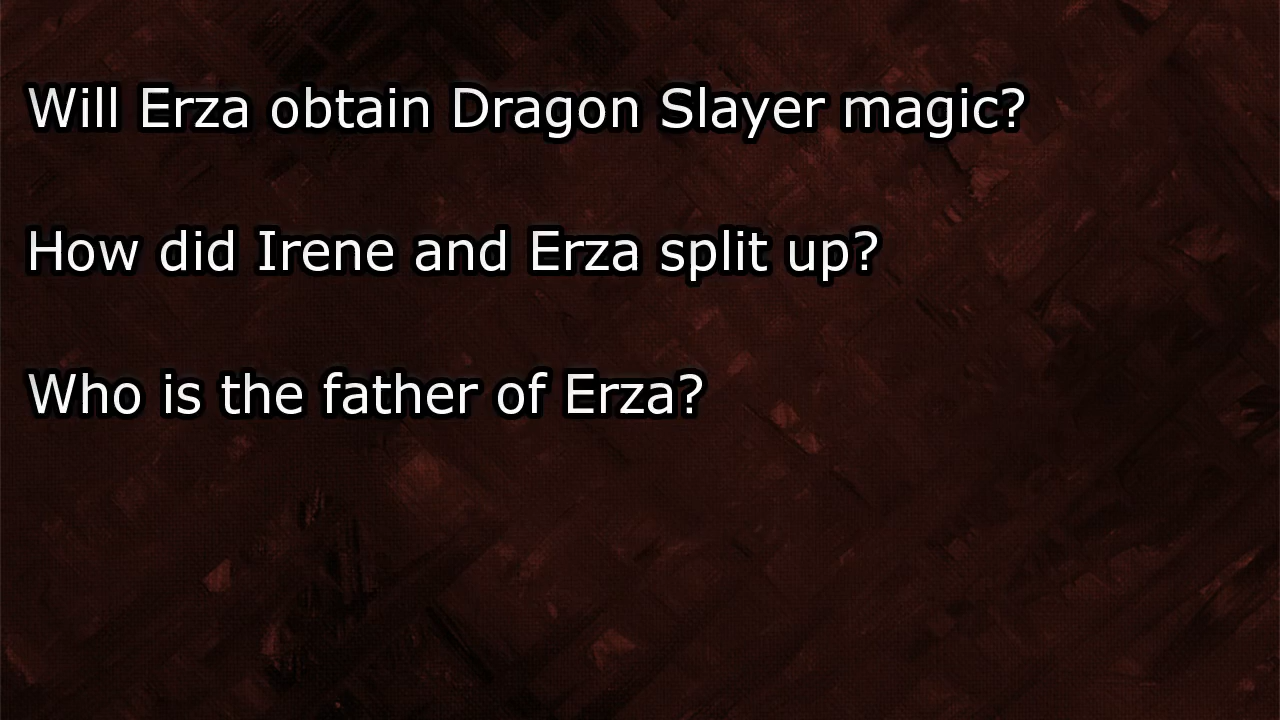 Will Erza obtain Dragon Slayer magic?
How did Irene and Erza split up?
Who is the father of Erza?